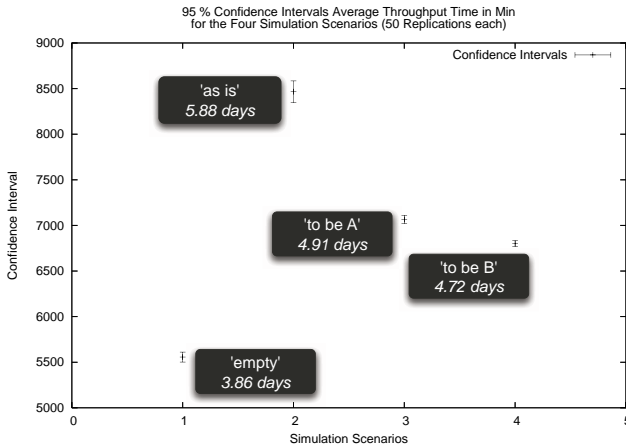 95 % Confidence Intervals Average Throughput Time in Min
for the Four Simulation Scenarios (50 Replications each)
Confidence Intervals
Confidence Interval
9000
8500
8000
7500
7000
6500
6000
5500
5000
'as is'
5.88 days
'to be A'
4.91 days
'to be B'
4.72 days
'empty'
3.86 days
0 1 2 3 4 5
Simulation Scenarios